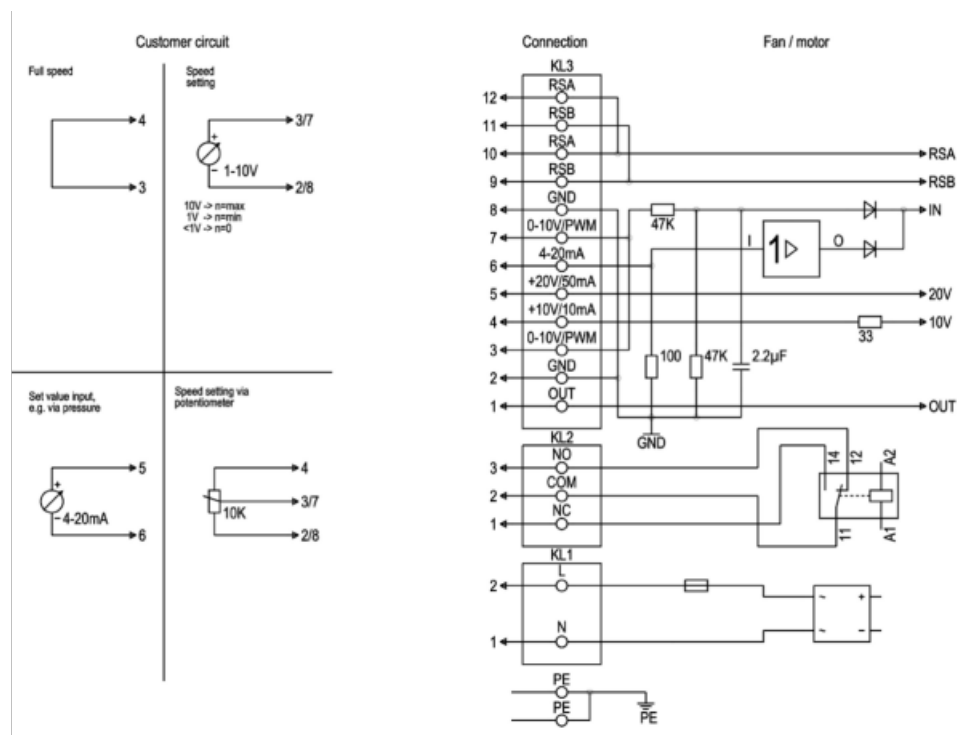 Customer circuit
Connection
Fan / motor
Full speed
4
3
Speed
setting
3/7
+
1-10V
−
2/8
10V -> n=max
1V -> n=min
<1V -> n=0
Set value input,
e.g. via pressure
5
+
4-20mA
−
6
Speed setting via
potentiometer
4
3/7
10K
2/8
KL3
12 RSA
11 RSB
10 RSA RSA
9 RSB RSB
8 GND IN
47K
7 0-10V/PWM
I 1 O
6 4-20mA
5 +20V/50mA 20V
4 +10V/10mA 10V
33
3 0-10V/PWM
100 47K 2.2µF
2 GND
1 OUT OUT
GND
KL2
3 NO
2 COM
1 NC
14 12 A2
11 A1
KL1
2 L
~ +
1 N
~ −
PE
PE
PE